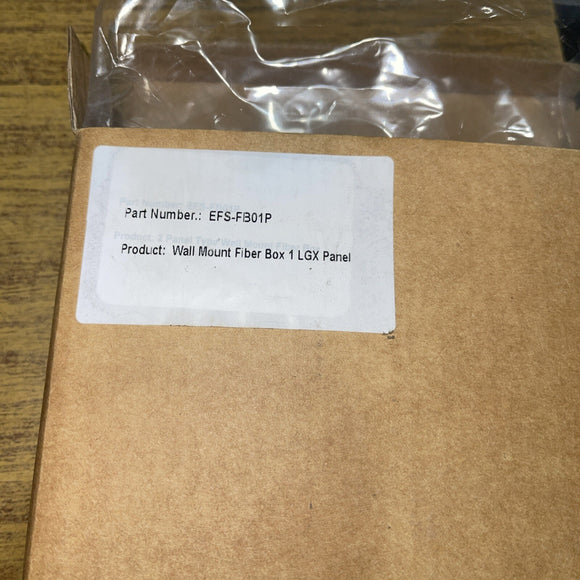 Part Number.: EFS-FB01P
Product: Wall Mount Fiber Box 1 LGX Panel